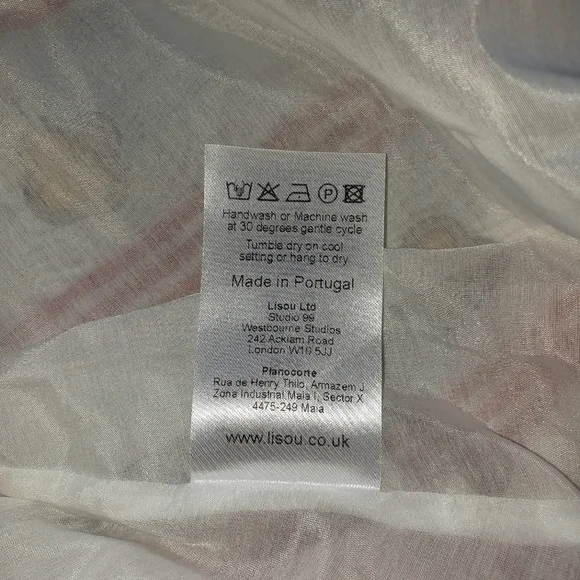 P
Handwash or Machine wash
at 30 degrees gentle cycle
Tumble dry on cool
setting or hang to dry
Made in Portugal
Lisou Ltd
Studio 99
Westbourne Studios
242 Acklam Road
London W10 5JJ
Planocorte
Rua de Henry Thilo, Armazem J
Zona Industrial Maia I, Sector X
4475-249 Maia
www.lisou.co.uk